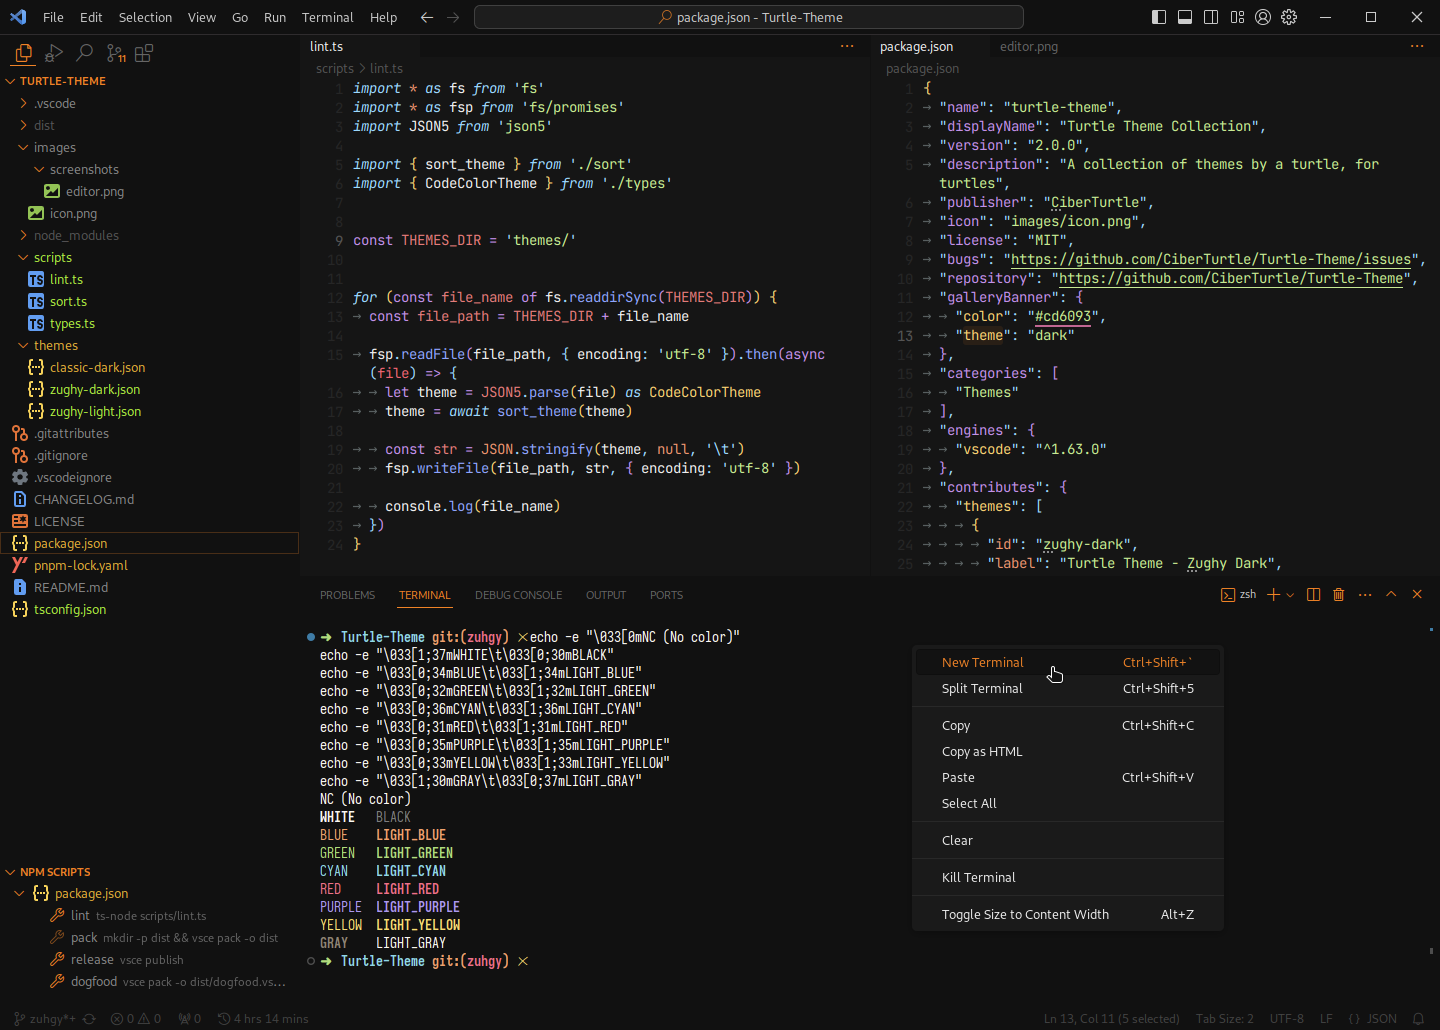 File Edit Selection View Go Run Terminal Help
package.json - Turtle-Theme
11
TURTLE-THEME
.vscode
dist
images
screenshots
editor.png
icon.png
node_modules
scripts
TS lint.ts
TS sort.ts
TS types.ts
themes
classic-dark.json
zughy-dark.json
zughy-light.json
.gitattributes
.gitignore
.vscodeignore
CHANGELOG.md
LICENSE
package.json
pnpm-lock.yaml
README.md
tsconfig.json
NPM SCRIPTS
package.json
lint ts-node scripts/lint.ts
pack mkdir -p dist && vsce pack -o dist
release vsce publish
dogfood vsce pack -o dist/dogfood.vs...
lint.ts
scripts > lint.ts
1 import * as fs from 'fs'
2 import * as fsp from 'fs/promises'
3 import JSON5 from 'json5'
4
5 import { sort_theme } from './sort'
6 import { CodeColorTheme } from './types'
7
8
9 const THEMES_DIR = 'themes/'
10
11
12 for (const file_name of fs.readdirSync(THEMES_DIR)) {
13 → const file_path = THEMES_DIR + file_name
14
15 → fsp.readFile(file_path, { encoding: 'utf-8' }).then(async
(file) => {
16 → → let theme = JSON5.parse(file) as CodeColorTheme
17 → → theme = await sort_theme(theme)
18
19 → → const str = JSON.stringify(theme, null, '\t')
20 → → fsp.writeFile(file_path, str, { encoding: 'utf-8' })
21
22 → → console.log(file_name)
23 → })
24 }
package.json editor.png
package.json
1 {
2 → "name": "turtle-theme",
3 → "displayName": "Turtle Theme Collection",
4 → "version": "2.0.0",
5 → "description": "A collection of themes by a turtle, for
turtles",
6 → "publisher": "CiberTurtle",
7 → "icon": "images/icon.png",
8 → "license": "MIT",
9 → "bugs": "https://github.com/CiberTurtle/Turtle-Theme/issues",
10 → "repository": "https://github.com/CiberTurtle/Turtle-Theme",
11 → "galleryBanner": {
12 → → "color": "#cd6093",
13 → → "theme": "dark"
14 → },
15 → "categories": [
16 → → "Themes"
17 → ],
18 → "engines": {
19 → → "vscode": "^1.63.0"
20 → },
21 → "contributes": {
22 → → "themes": [
23 → → → {
24 → → → → "id": "zughy-dark",
25 → → → → "label": "Turtle Theme - Zughy Dark",
PROBLEMS TERMINAL DEBUG CONSOLE OUTPUT PORTS
zsh
➜ Turtle-Theme git:(zuhgy) ✕echo -e "\033[0mNC (No color)"
echo -e "\033[1;37mWHITE\t\033[0;30mBLACK"
echo -e "\033[0;34mBLUE\t\033[1;34mLIGHT_BLUE"
echo -e "\033[0;32mGREEN\t\033[1;32mLIGHT_GREEN"
echo -e "\033[0;36mCYAN\t\033[1;36mLIGHT_CYAN"
echo -e "\033[0;31mRED\t\033[1;31mLIGHT_RED"
echo -e "\033[0;35mPURPLE\t\033[1;35mLIGHT_PURPLE"
echo -e "\033[0;33mYELLOW\t\033[1;33mLIGHT_YELLOW"
echo -e "\033[1;30mGRAY\t\033[0;37mLIGHT_GRAY"
NC (No color)
WHITE BLACK
BLUE LIGHT_BLUE
GREEN LIGHT_GREEN
CYAN LIGHT_CYAN
RED LIGHT_RED
PURPLE LIGHT_PURPLE
YELLOW LIGHT_YELLOW
GRAY LIGHT_GRAY
➜ Turtle-Theme git:(zuhgy) ✕
New Terminal Ctrl+Shift+`
Split Terminal Ctrl+Shift+5
Copy Ctrl+Shift+C
Copy as HTML
Paste Ctrl+Shift+V
Select All
Clear
Kill Terminal
Toggle Size to Content Width Alt+Z
zuhgy*+ 0 0 0 4 hrs 14 mins
Ln 13, Col 11 (5 selected) Tab Size: 2 UTF-8 LF { } JSON